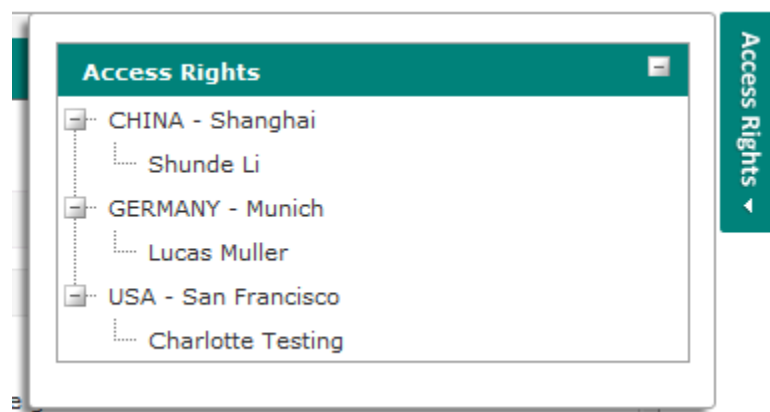 Access Rights
CHINA - Shanghai
Shunde Li
GERMANY - Munich
Lucas Muller
USA - San Francisco
Charlotte Testing
Access Rights